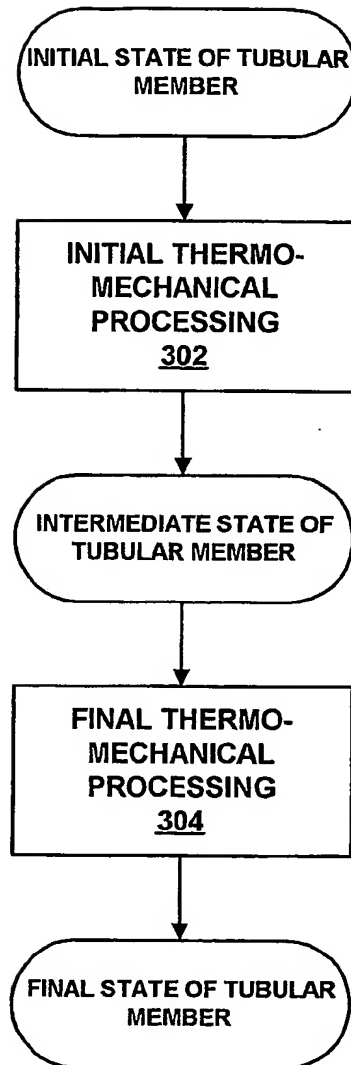 INITIAL STATE OF TUBULAR
MEMBER
INITIAL THERMO-
MECHANICAL
PROCESSING
302
INTERMEDIATE STATE OF
TUBULAR MEMBER
FINAL THERMO-
MECHANICAL
PROCESSING
304
FINAL STATE OF TUBULAR
MEMBER